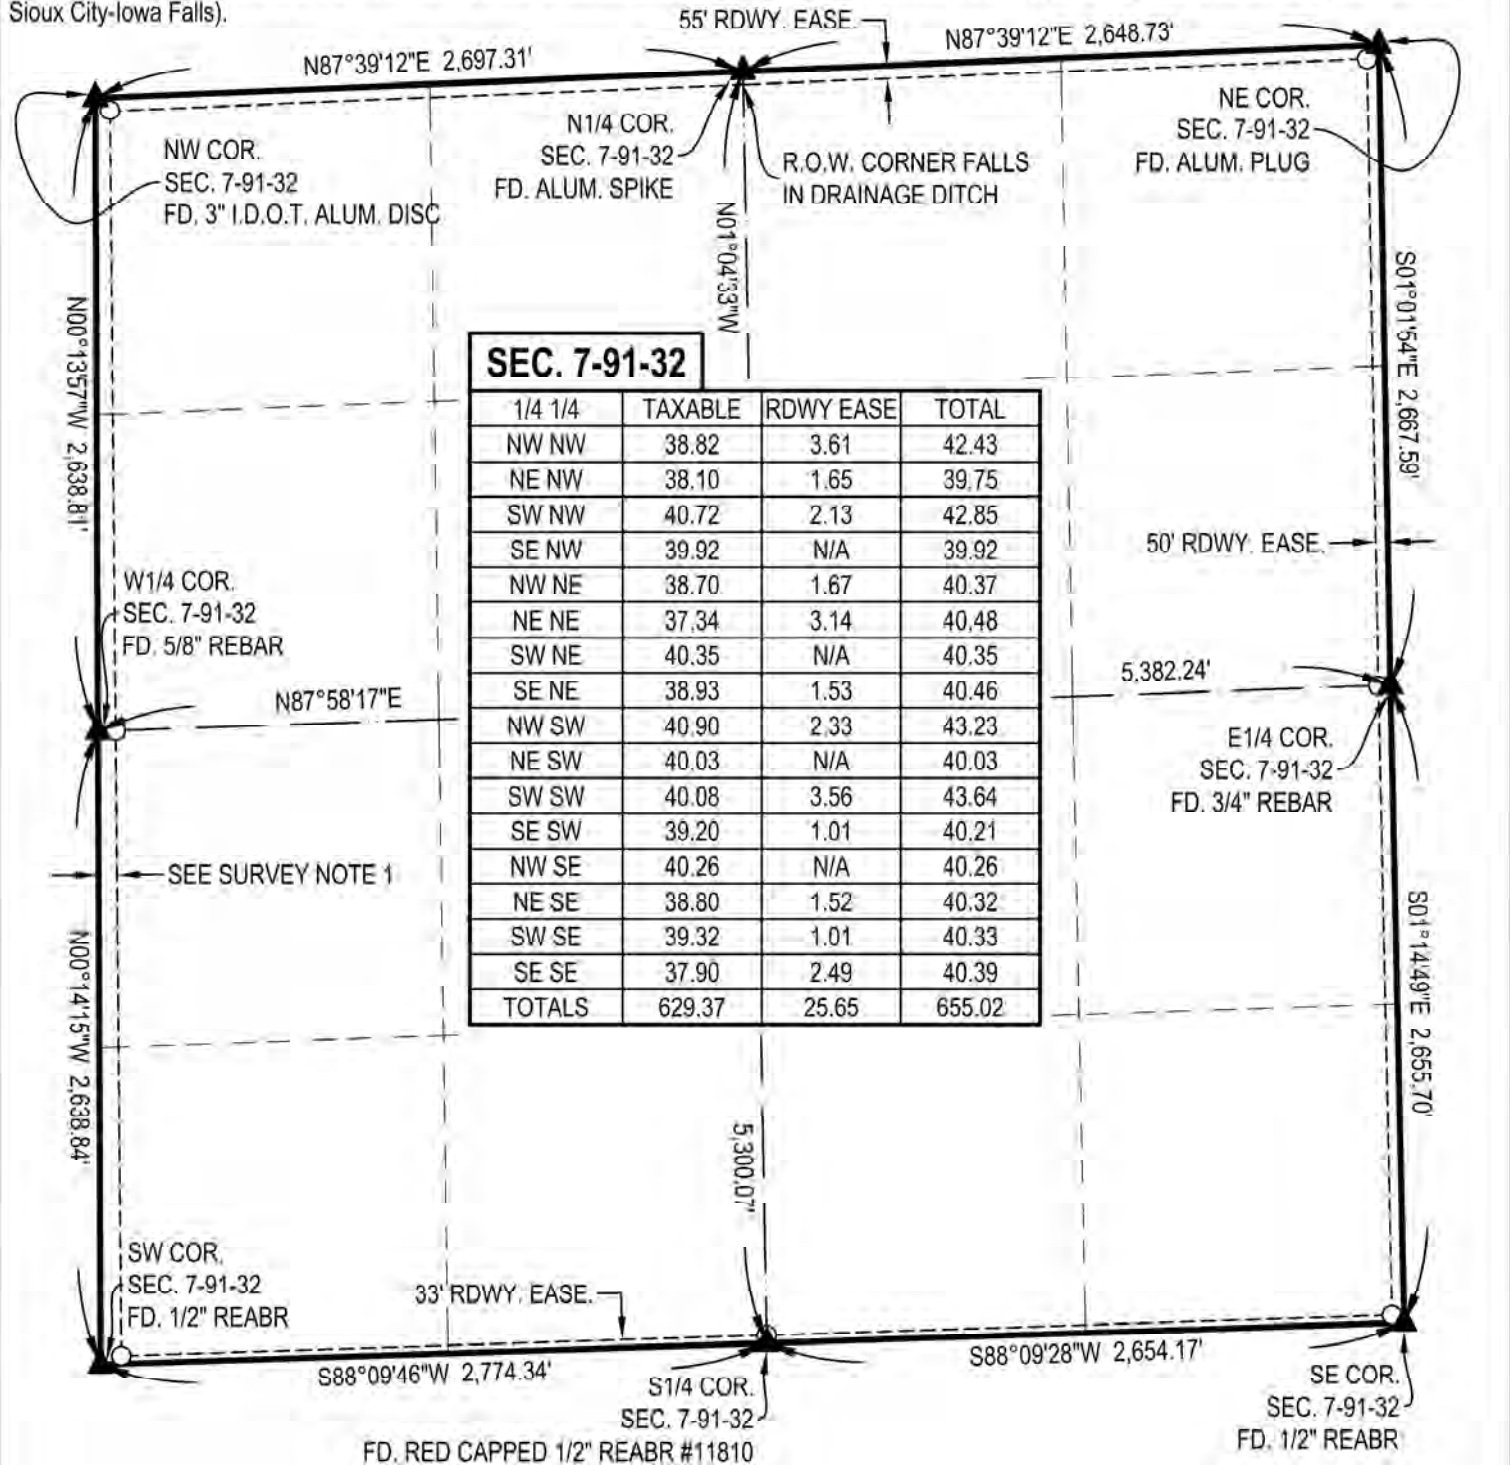 Sioux City-Iowa Falls).
55' RDWY. EASE.
N87°39'12"E 2,697.31'
N87°39'12"E 2,648.73'
NW COR.
SEC. 7-91-32
FD. 3" I.D.O.T. ALUM. DISC
N1/4 COR.
SEC. 7-91-32
FD. ALUM. SPIKE
R.O.W. CORNER FALLS
IN DRAINAGE DITCH
NE COR.
SEC. 7-91-32
FD. ALUM. PLUG
N01°04'33"W
N00°13'57"W 2,638.81'
S01°01'54"E 2,667.59'
SEC. 7-91-32
1/4 1/4 TAXABLE RDWY EASE TOTAL
NW NW 38.82 3.61 42.43
NE NW 38.10 1.65 39.75
SW NW 40.72 2.13 42.85
SE NW 39.92 N/A 39.92
NW NE 38.70 1.67 40.37
NE NE 37.34 3.14 40.48
SW NE 40.35 N/A 40.35
SE NE 38.93 1.53 40.46
NW SW 40.90 2.33 43.23
NE SW 40.03 N/A 40.03
SW SW 40.08 3.56 43.64
SE SW 39.20 1.01 40.21
NW SE 40.26 N/A 40.26
NE SE 38.80 1.52 40.32
SW SE 39.32 1.01 40.33
SE SE 37.90 2.49 40.39
TOTALS 629.37 25.65 655.02
50' RDWY. EASE.
W1/4 COR.
SEC. 7-91-32
FD. 5/8" REBAR
N87°58'17"E
5,382.24'
E1/4 COR.
SEC. 7-91-32
FD. 3/4" REBAR
SEE SURVEY NOTE 1
N00°14'15"W 2,638.84'
S01°14'49"E 2,655.70'
5,300.07'
SW COR.
SEC. 7-91-32
FD. 1/2" REABR
33' RDWY. EASE.
S88°09'46"W 2,774.34'
S88°09'28"W 2,654.17'
S1/4 COR.
SEC. 7-91-32
FD. RED CAPPED 1/2" REABR #11810
SE COR.
SEC. 7-91-32
FD. 1/2" REABR